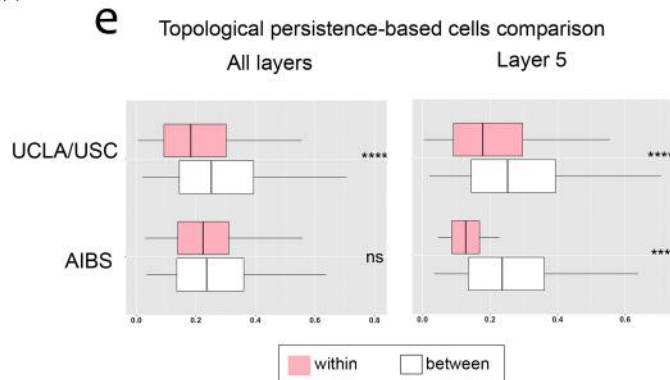 e
Topological persistence-based cells comparison
All layers
Layer 5
UCLA/USC
****
****
AIBS
ns
***
0.0 0.2 0.4 0.6 0.8
0.0 0.2 0.4 0.6
within between